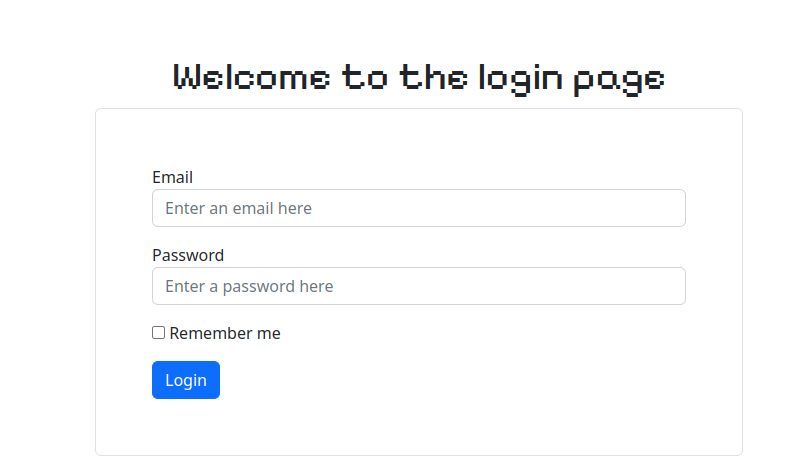 Welcome to the login page
Email
Enter an email here
Password
Enter a password here
Remember me
Login